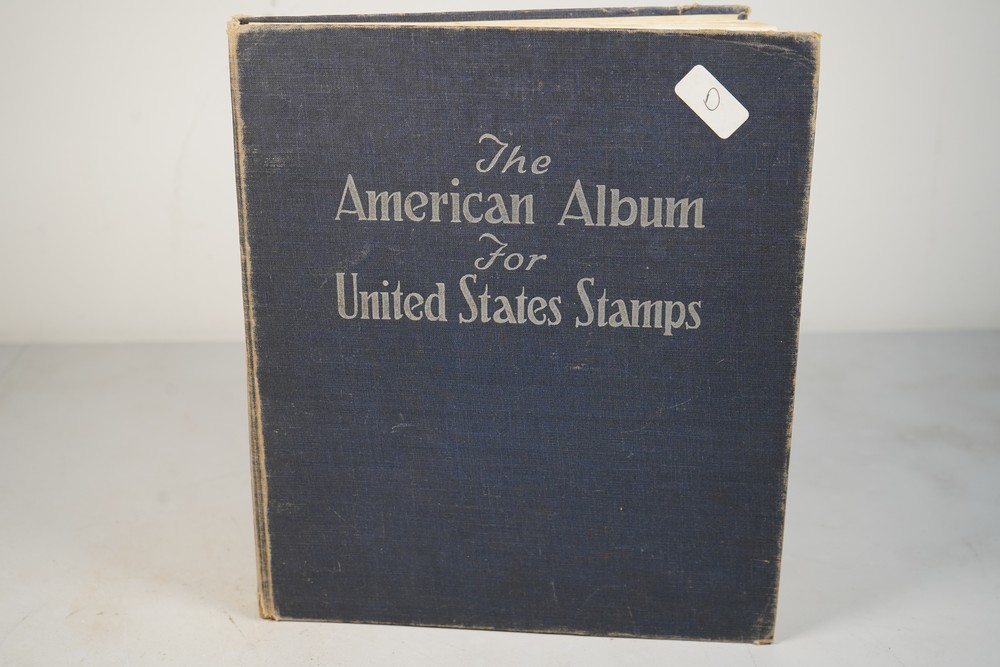 D
The
American Album
For
United States Stamps